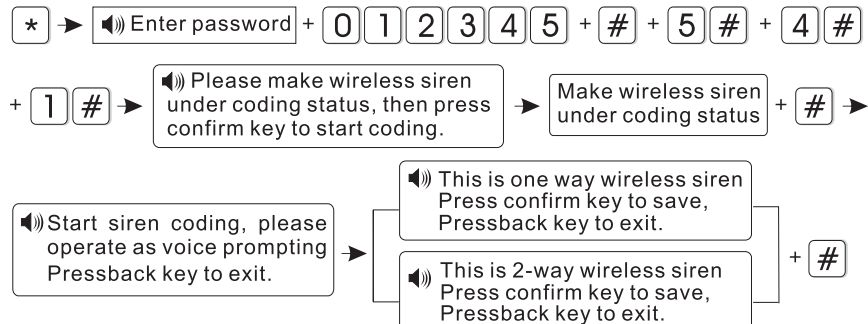 * Enter password + 0 1 2 3 4 5 + # + 5 # + 4 #
+ 1 # Please make wireless siren
under coding status, then press
confirm key to start coding.
Make wireless siren
under coding status
+ #
Start siren coding, please
operate as voice prompting
Pressback key to exit.
This is one way wireless siren
Press confirm key to save,
Pressback key to exit.
This is 2-way wireless siren
Press confirm key to save,
Pressback key to exit.
+ #